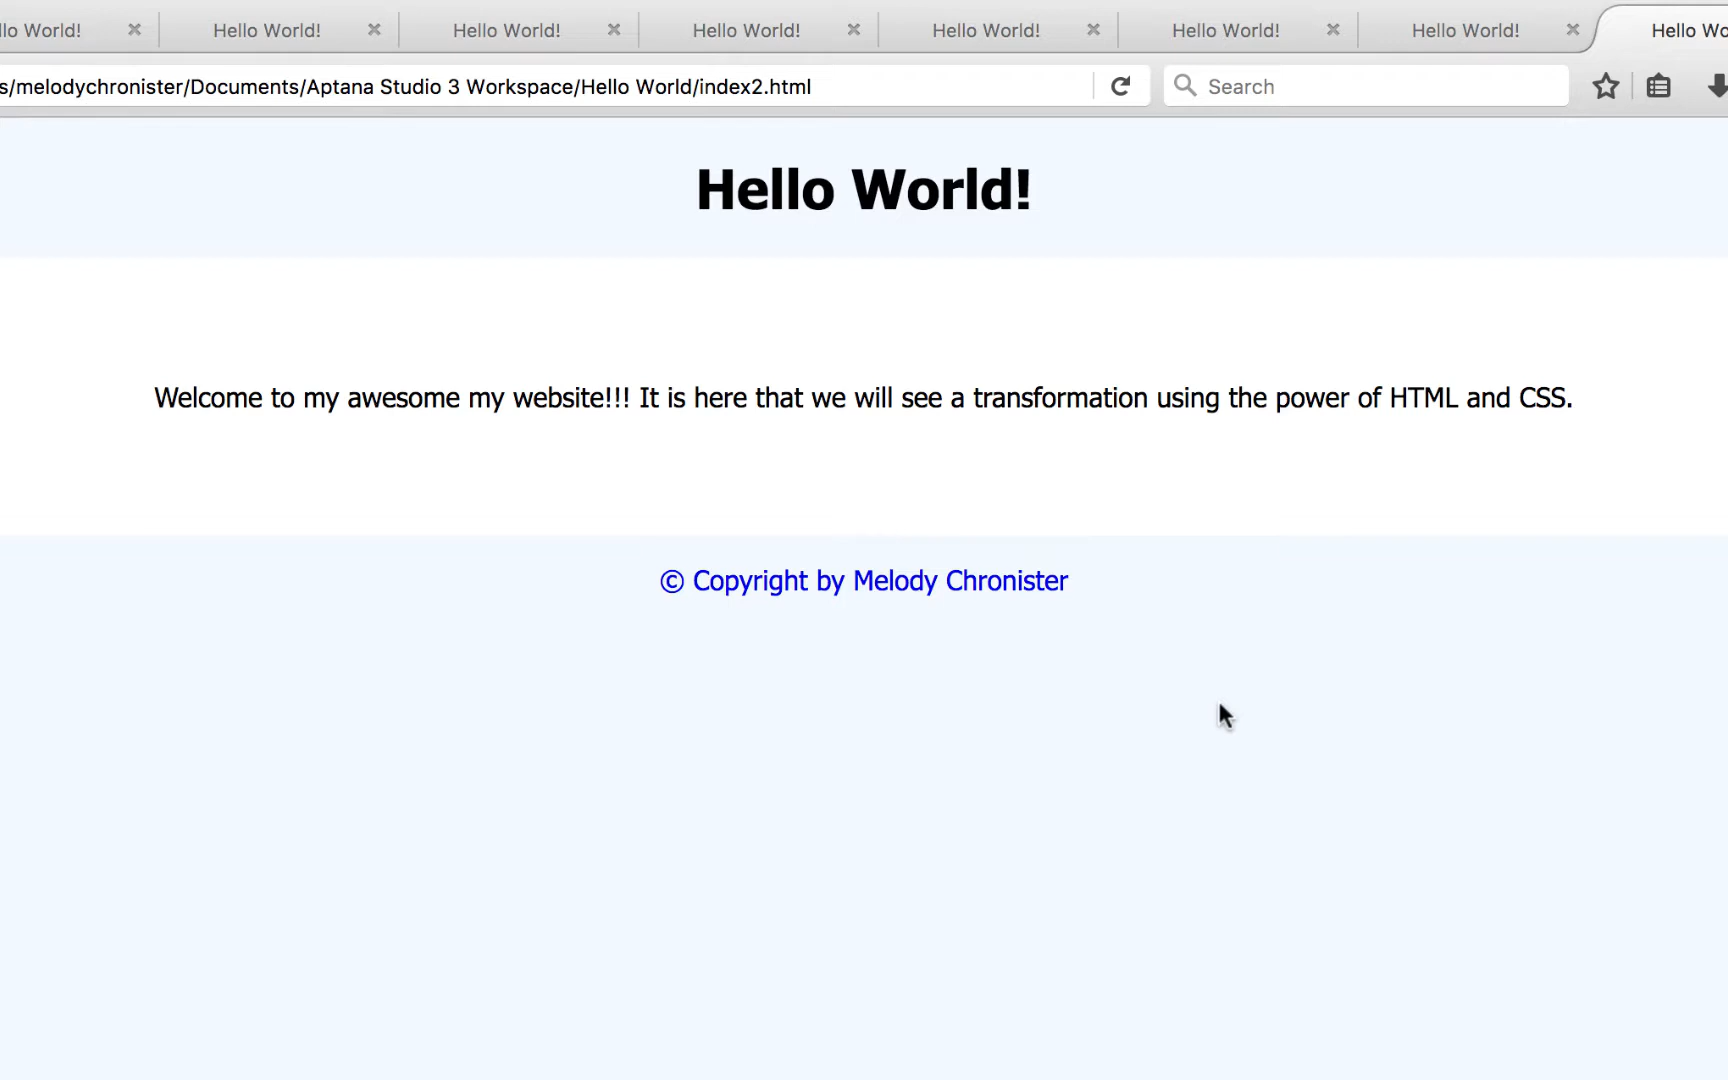 lo World!
Hello World!
Hello World!
Hello World!
Hello World!
Hello World!
Hello World!
Hello Wo
s/melodychronister/Documents/Aptana Studio 3 Workspace/Hello World/index2.html
Search
Hello World!
Welcome to my awesome my website!!! It is here that we will see a transformation using the power of HTML and CSS.
© Copyright by Melody Chronister